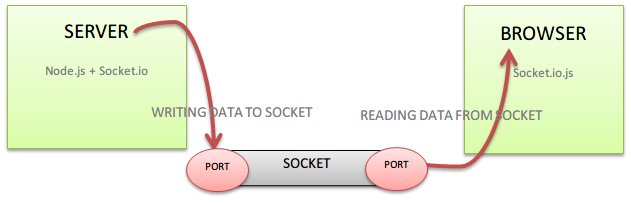 SERVER
Node.js + Socket.io
BROWSER
Socket.io.js
WRITING DATA TO SOCKET
READING DATA FROM SOCKET
PORT
SOCKET
PORT